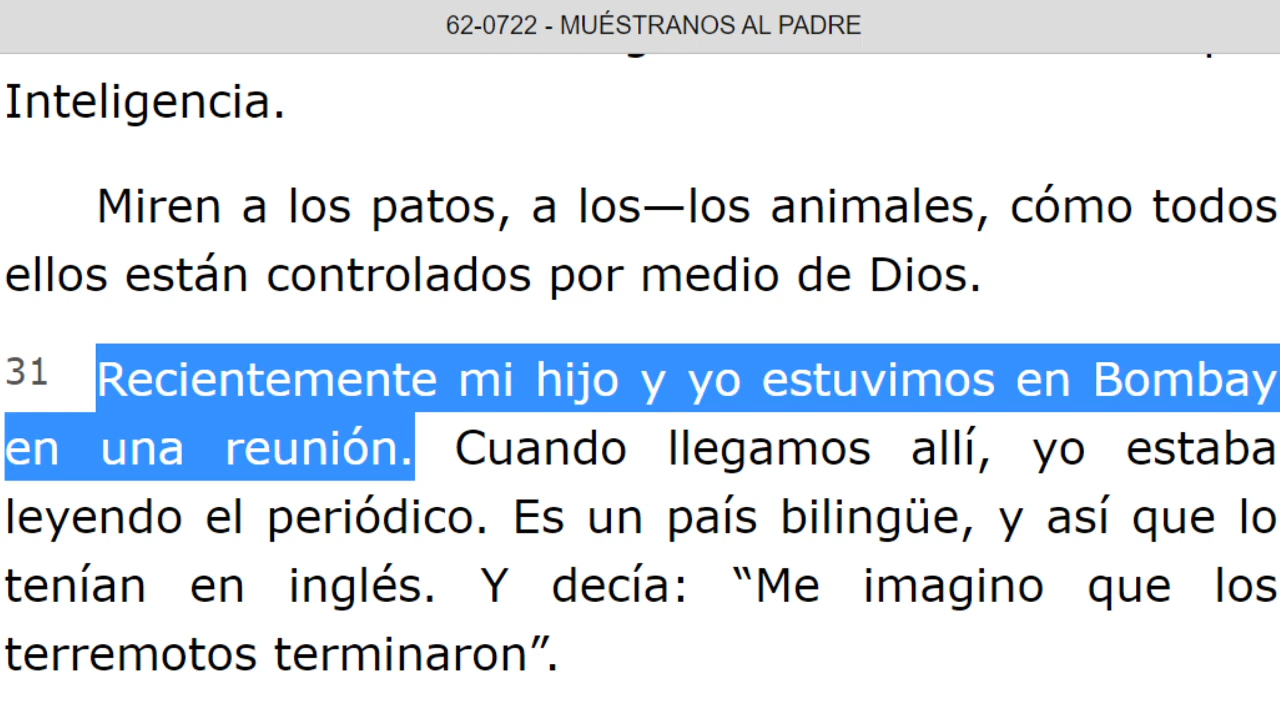 62-0722 - MUÉSTRANOS AL PADRE
Inteligencia.
Miren a los patos, a los—los animales, cómo todos
ellos están controlados por medio de Dios.
31 Recientemente mi hijo y yo estuvimos en Bombay
en una reunión. Cuando llegamos allí, yo estaba
leyendo el periódico. Es un país bilingüe, y así que lo
tenían en inglés. Y decía: “Me imagino que los
terremotos terminaron”.